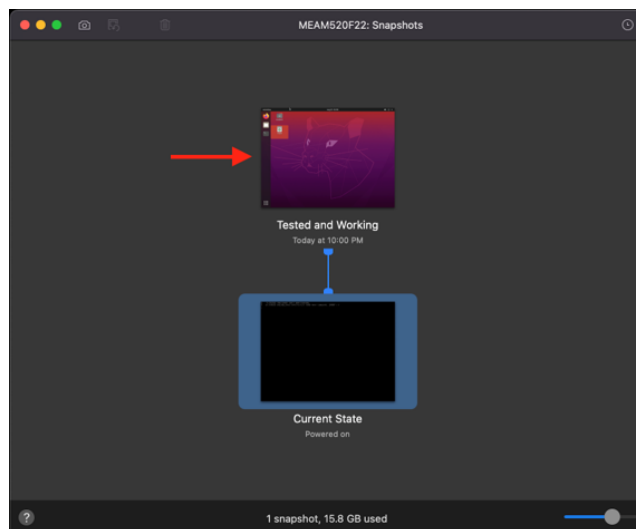 MEAM520F22: Snapshots
Tested and Working
Today at 10:00 PM
Current State
Powered on
?
1 snapshot, 15.8 GB used